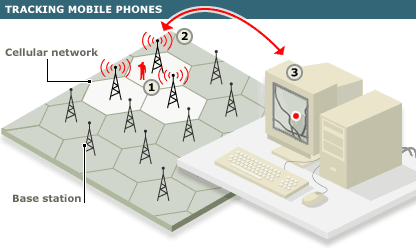 TRACKING MOBILE PHONES
Cellular network
2
1
3
Base station